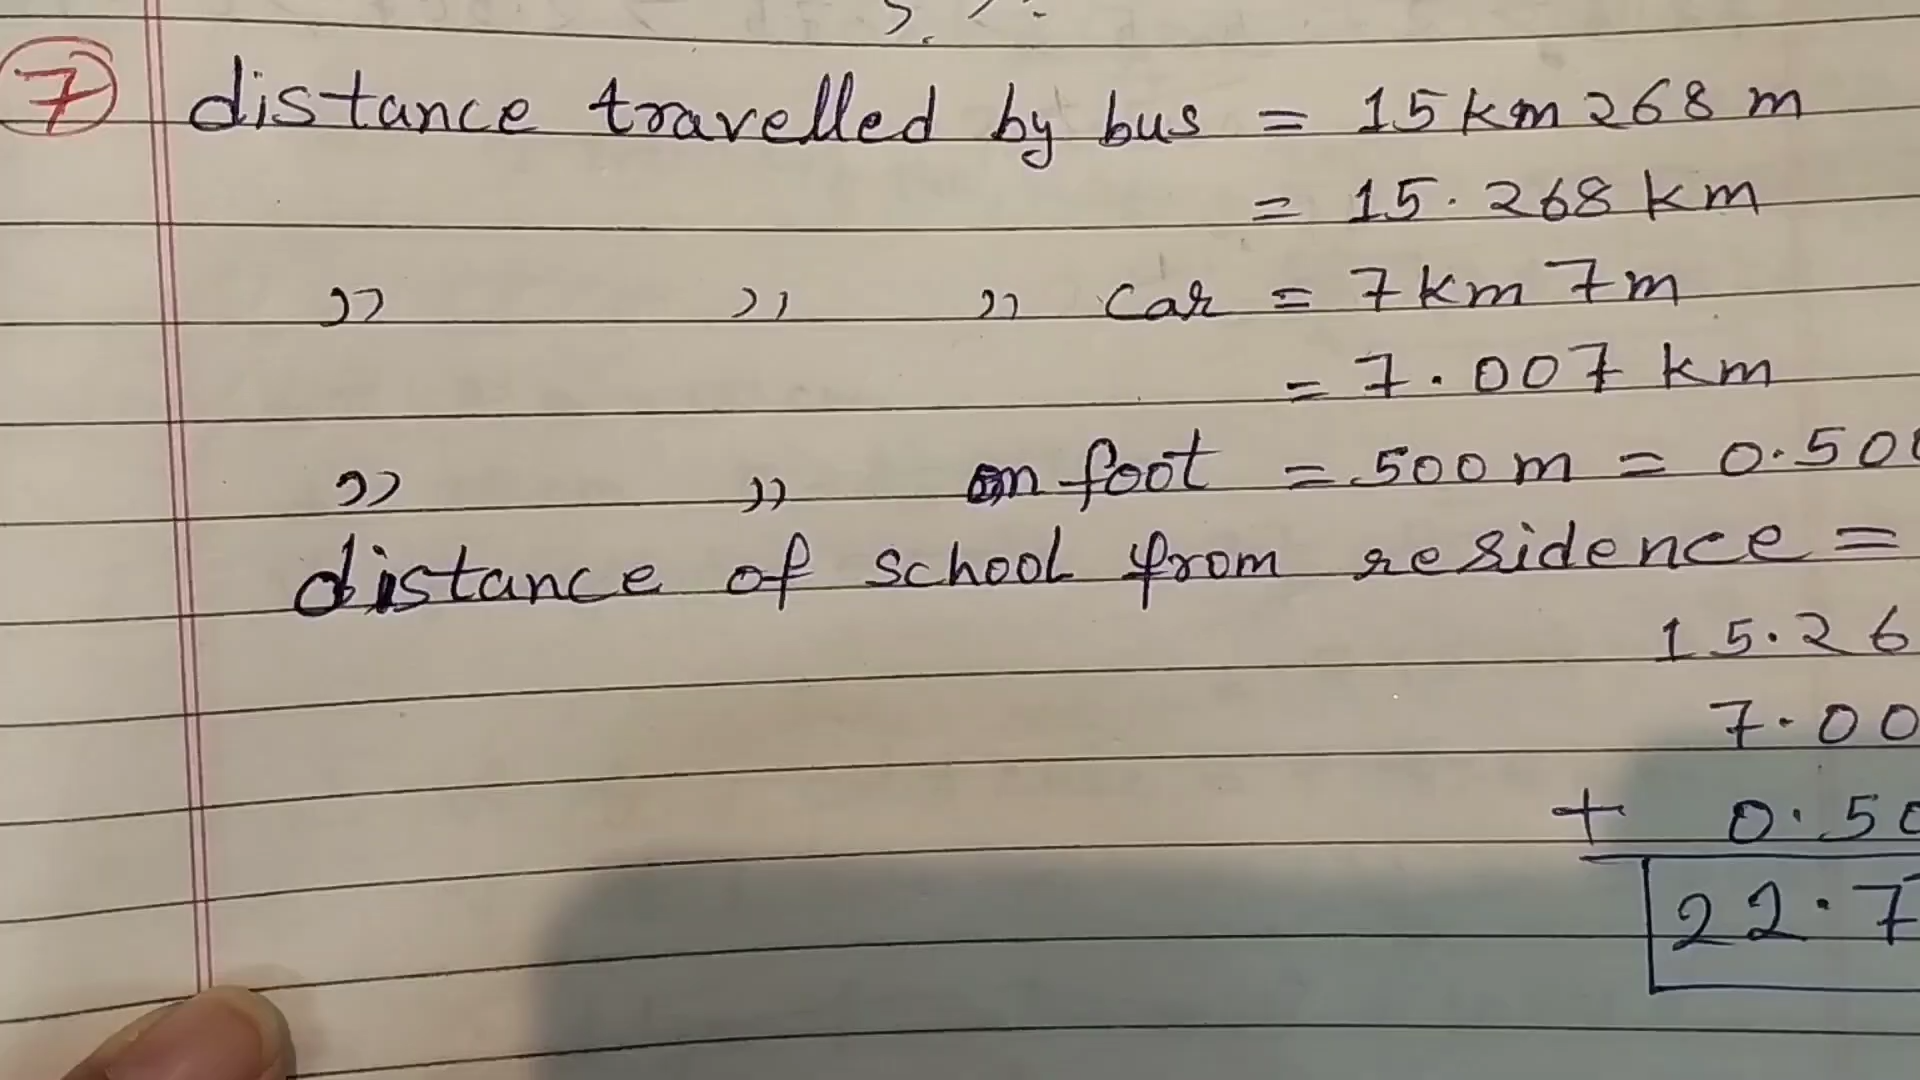 7 distance travelled by bus = 15 km 268 m
= 15.268 km
" " " car = 7 km 7 m
= 7.007 km
" " on foot = 500 m = 0.500
distance of school from residence =
15.26
7.00
+ 0.50
22.7